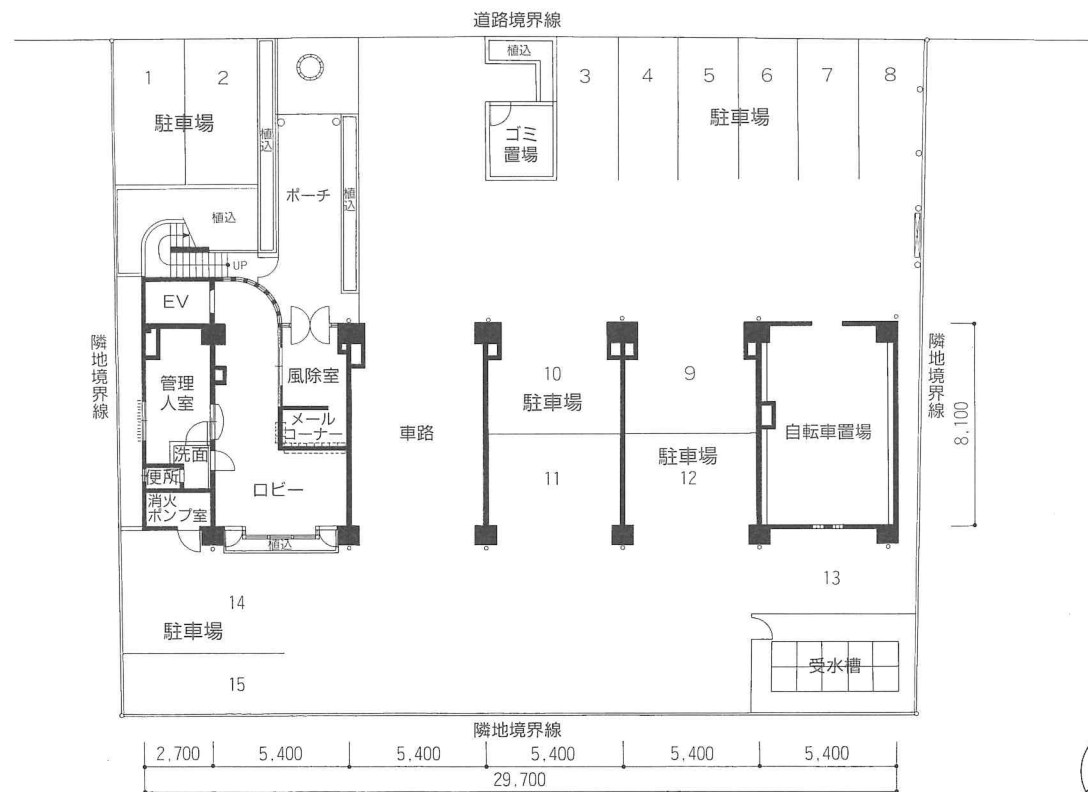 道路境界線
1
2
駐車場
植込
ポーチ
植込
植込
UP
植込
ゴミ
置場
3
4
5
6
7
8
駐車場
EV
管理
人室
風除室
メール
コーナー
洗面
便所
消火
ポンプ室
ロビー
植込
車路
10
駐車場
9
11
駐車場
12
自転車置場
13
14
駐車場
15
受水槽
隣地境界線
隣地境界線
隣地境界線
8,100
2,700
5,400
5,400
5,400
5,400
5,400
29,700